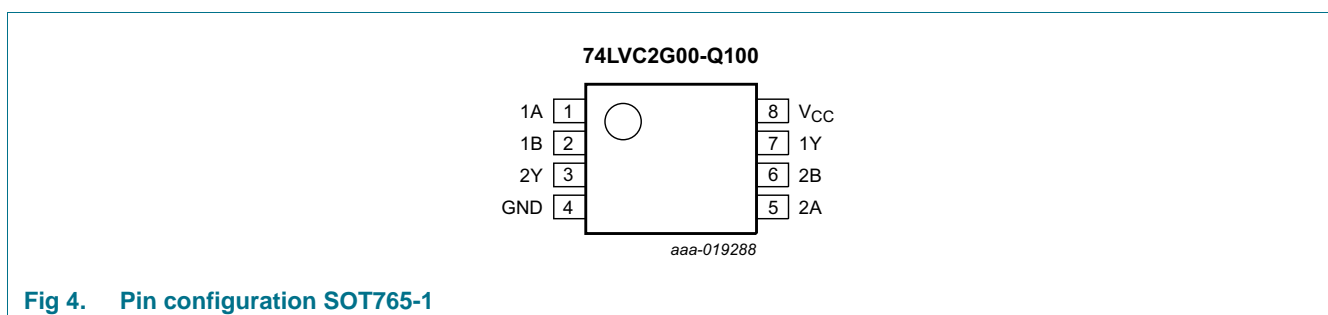 74LVC2G00-Q100
1A 1 8 VCC
1B 2 7 1Y
2Y 3 6 2B
GND 4 5 2A
aaa-019288
Fig 4. Pin configuration SOT765-1